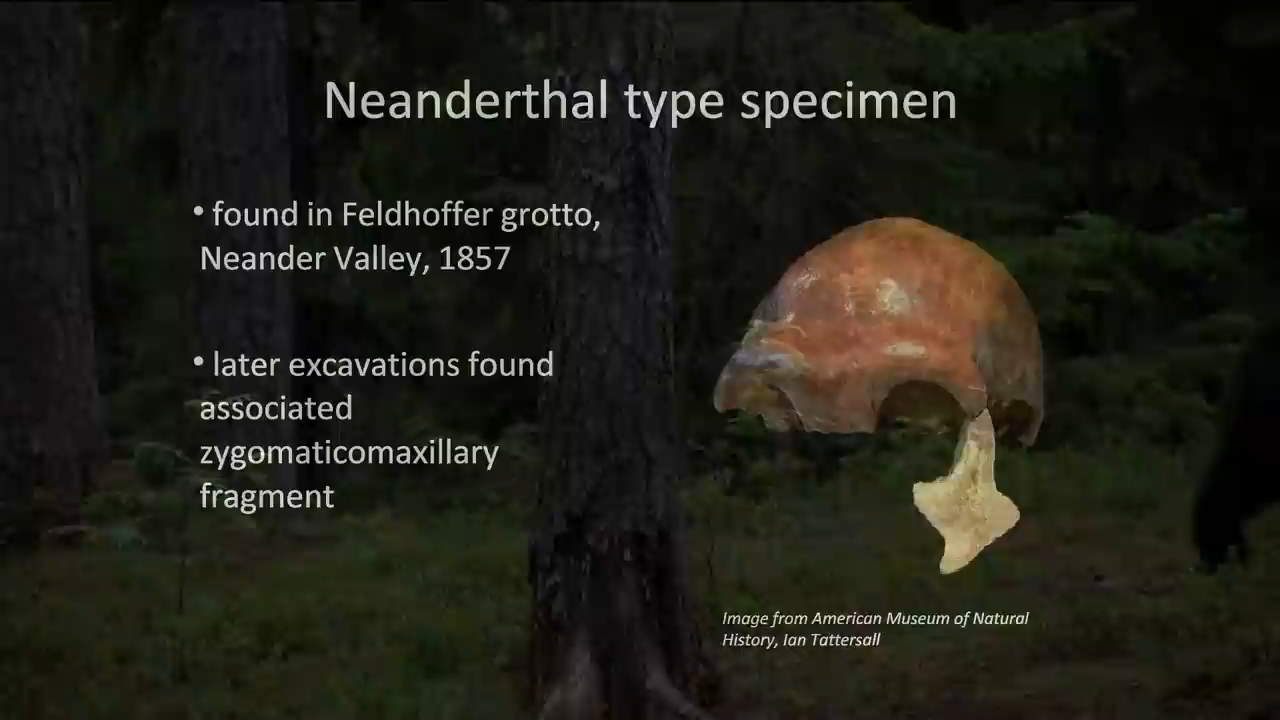 Neanderthal type specimen
• found in Feldhoffer grotto,
Neander Valley, 1857
• later excavations found
associated
zygomaticomaxillary
fragment
Image from American Museum of Natural
History, Ian Tattersall